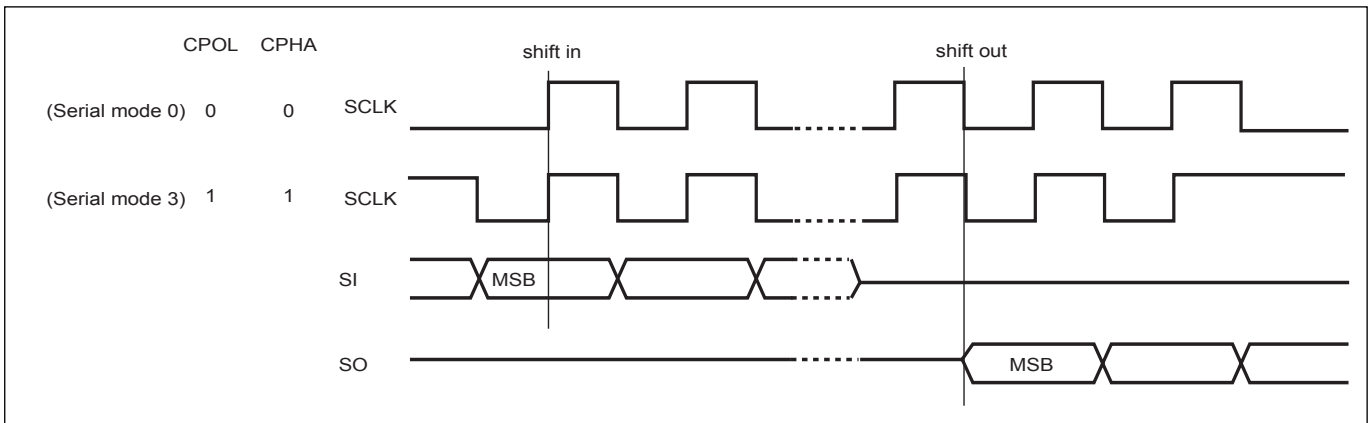 CPOL CPHA
shift in
shift out
(Serial mode 0) 0 0 SCLK
(Serial mode 3) 1 1 SCLK
SI MSB
SO MSB